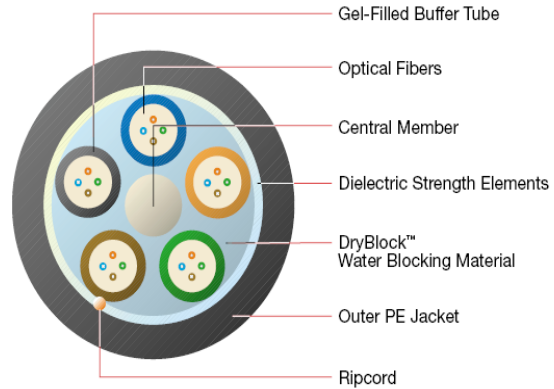 Gel-Filled Buffer Tube
Optical Fibers
Central Member
Dielectric Strength Elements
DryBlock™
Water Blocking Material
Outer PE Jacket
Ripcord